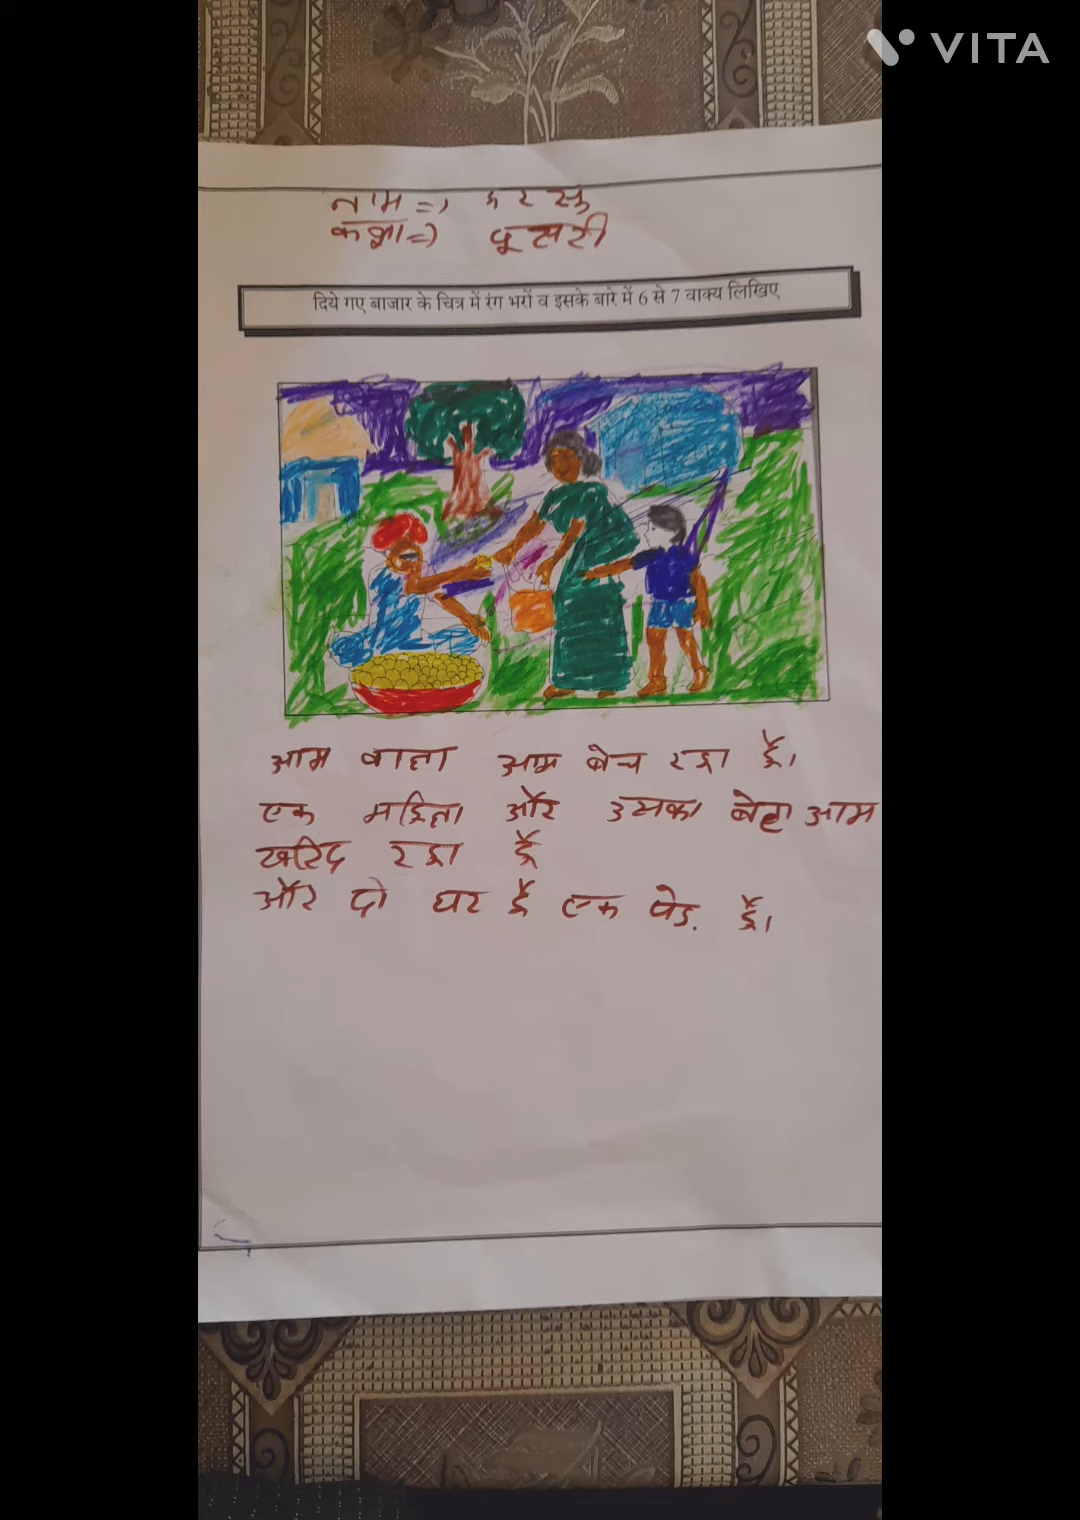 VITA
नाम =)
कक्षा =) दूसरी
दिये गए बाजार के चित्र में रंग भरों व इसके बारे में 6 से 7 वाक्य लिखिए
आम वाला आम बेच रहा हैं।
एक महिला और उसका बेटा आम
खरिद रहा हैं
और दो घर हैं एक पेड़ हैं।